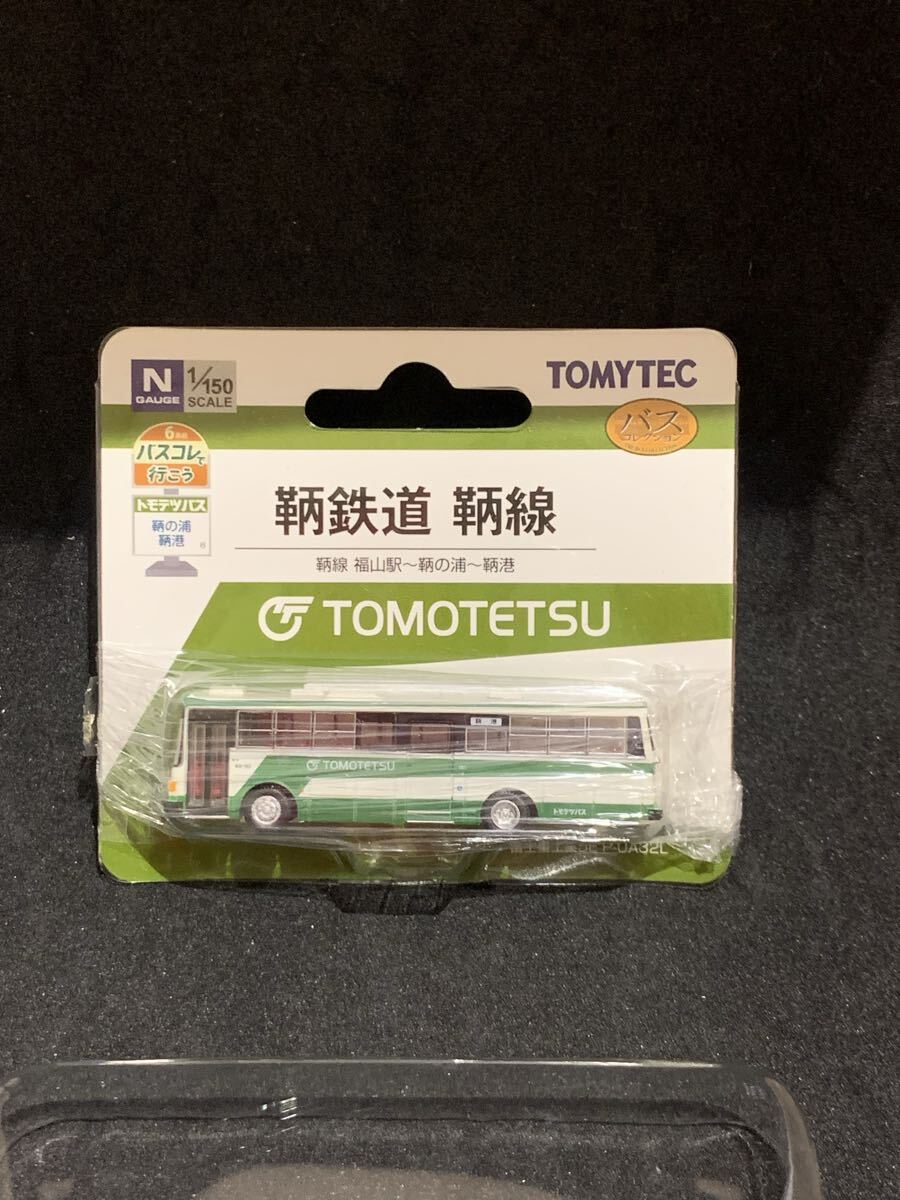 N
GAUGE
1/150
SCALE
TOMYTEC
バス
コレクション
バスコレで
行こう
トモテツバス
鞆の浦
鞆港
鞆鉄道 鞆線
鞆線 福山駅～鞆の浦～鞆港
TOMOTETSU
鞆港
TOMOTETSU
トモテツバス